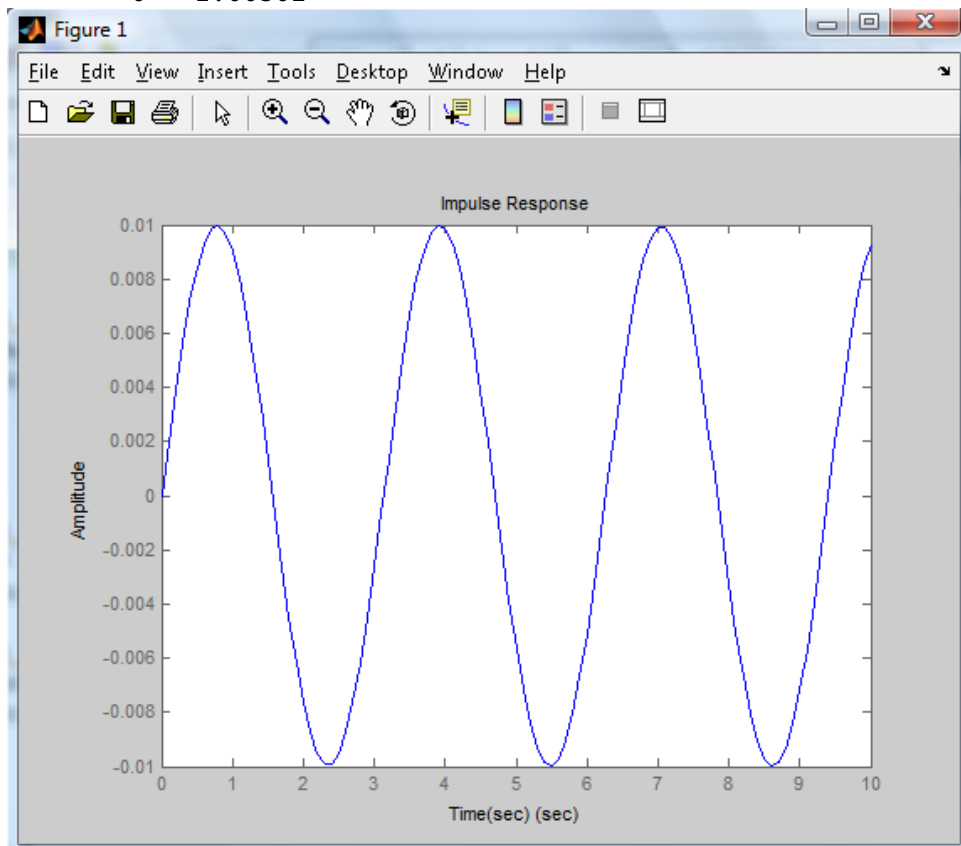 Figure 1
File Edit View Insert Tools Desktop Window Help
Impulse Response
0.01
0.008
0.006
0.004
0.002
0
-0.002
-0.004
-0.006
-0.008
-0.01
Amplitude
0 1 2 3 4 5 6 7 8 9 10
Time(sec) (sec)